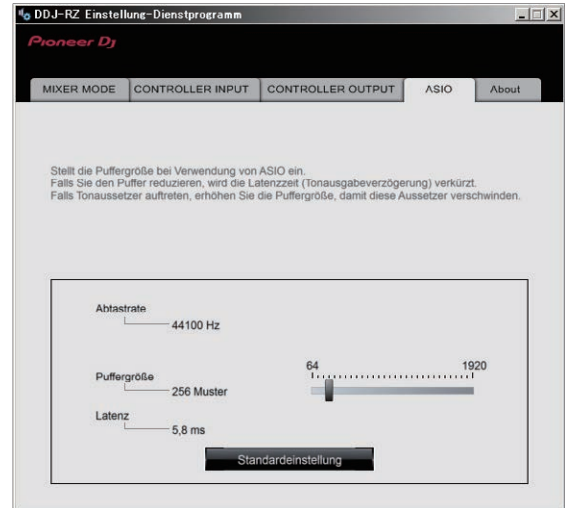 DDJ-RZ Einstellung-Dienstprogramm
Pioneer Dj
MIXER MODE CONTROLLER INPUT CONTROLLER OUTPUT ASIO About
Stellt die Puffergröße bei Verwendung von ASIO ein.
Falls Sie den Puffer reduzieren, wird die Latenzzeit (Tonausgabeverzögerung) verkürzt.
Falls Tonaussetzer auftreten, erhöhen Sie die Puffergröße, damit diese Aussetzer verschwinden.
Abtastrate
44100 Hz
64 1920
Puffergröße
256 Muster
Latenz
5,8 ms
Standardeinstellung